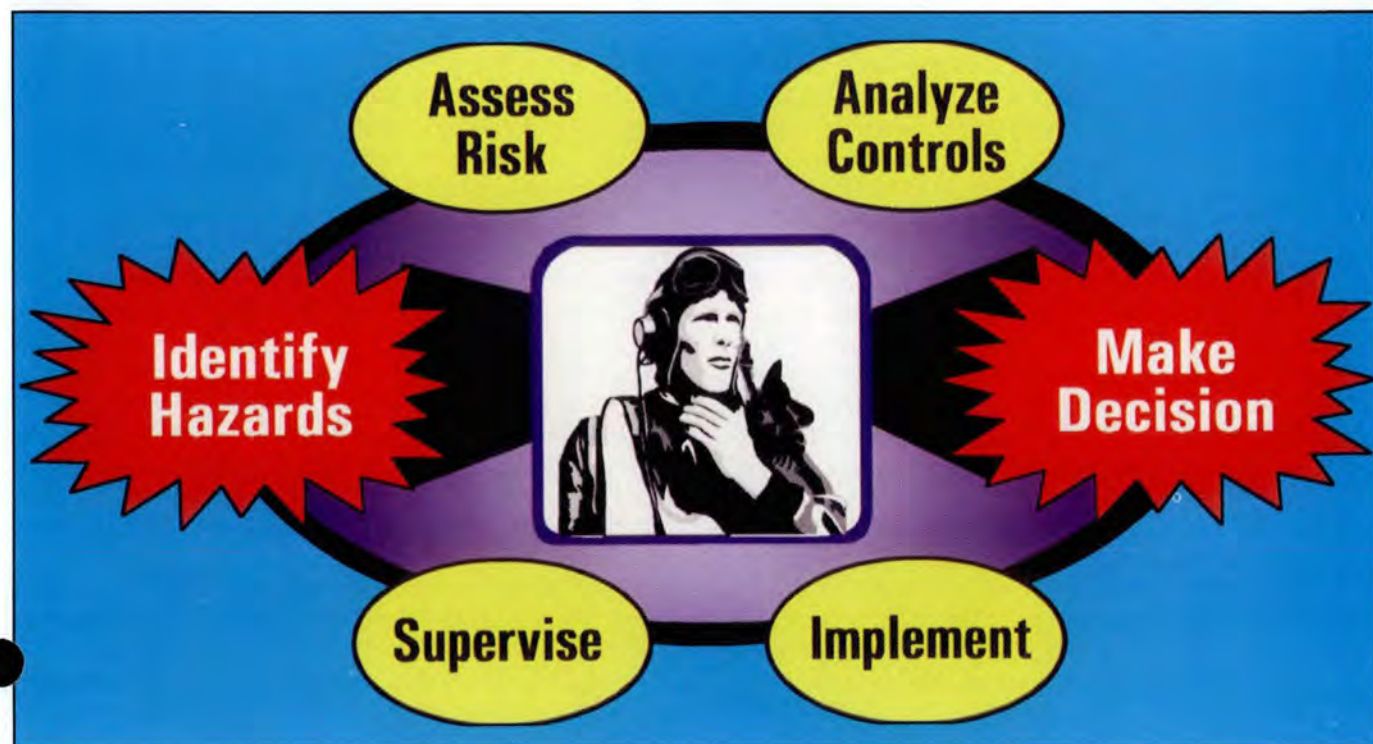 Assess
Risk
Analyze
Controls
Identify
Hazards
Make
Decision
Supervise
Implement